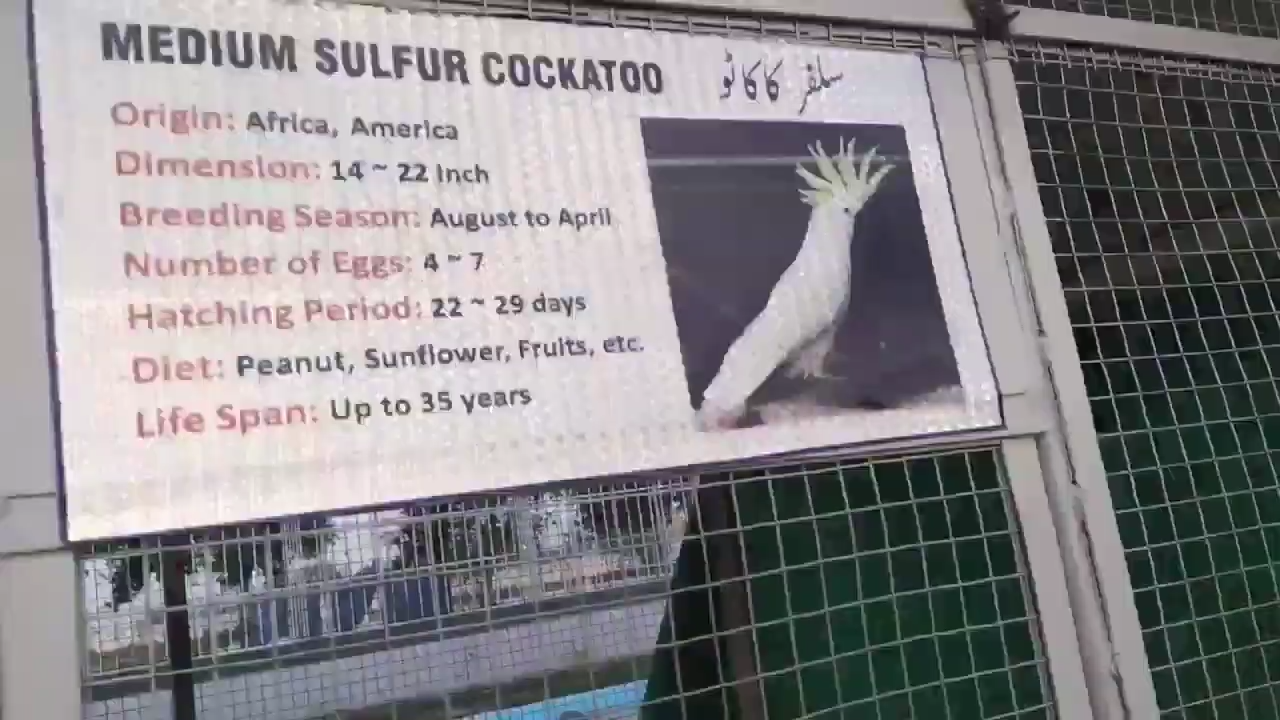 MEDIUM SULFUR COCKATOO سلفر کاکاٹو
Origin: Africa, America
Dimension: 14 ~ 22 Inch
Breeding Season: August to April
Number of Eggs: 4 ~ 7
Hatching Period: 22 ~ 29 days
Diet: Peanut, Sunflower, Fruits, etc.
Life Span: Up to 35 years